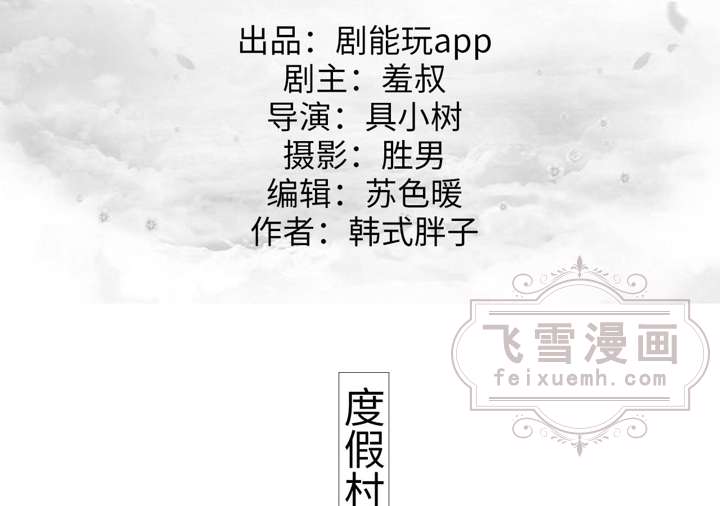 出品：剧能玩app
剧主：羞叔
导演：具小树
摄影：胜男
编辑：苏色暖
作者：韩式胖子
飞雪漫画
feixuemh.com
度假村